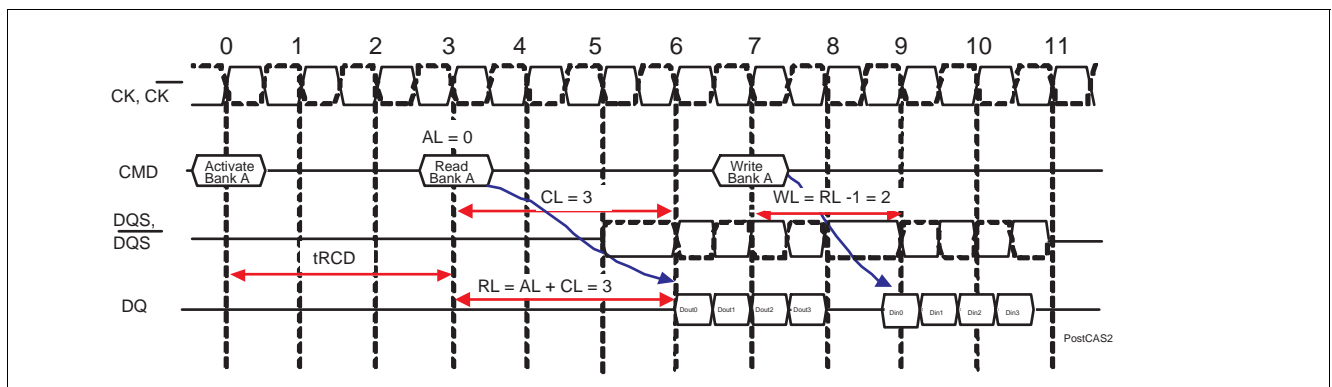 0 1 2 3 4 5 6 7 8 9 10 11
CK, CK
AL = 0
CMD
Activate
Bank A
Read
Bank A
Write
Bank A
CL = 3
WL = RL -1 = 2
DQS,
DQS
tRCD
RL = AL + CL = 3
DQ
Dout0 Dout1 Dout2 Dout3 Din0 Din1 Din2 Din3
PostCAS2